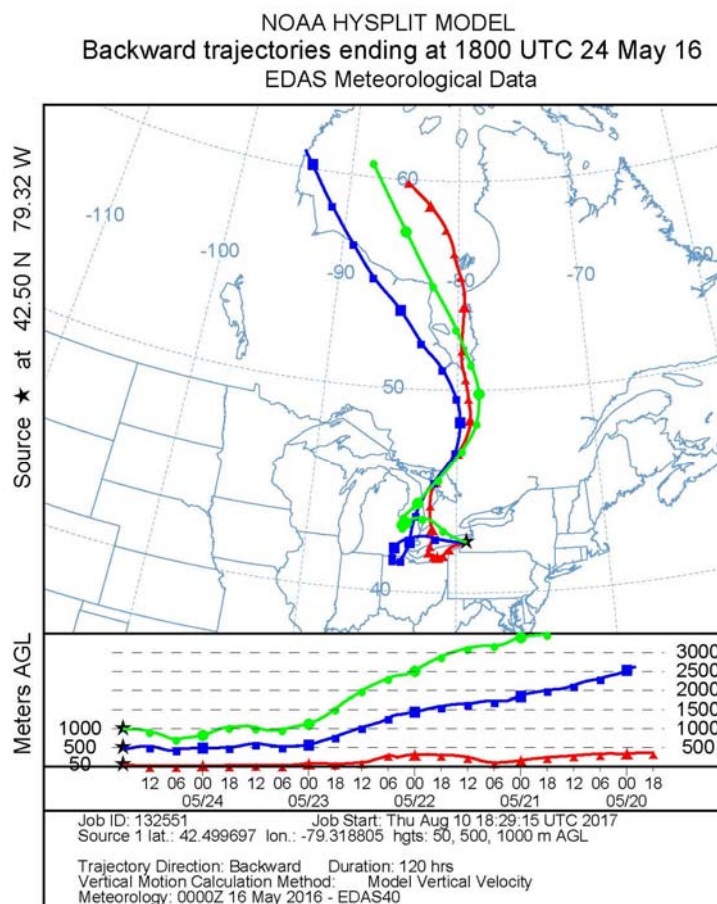 NOAA HYSPLIT MODEL
Backward trajectories ending at 1800 UTC 24 May 16
EDAS Meteorological Data
Source ★ at 42.50 N 79.32 W
60
-110
-60
-100
-90
-80
-70
50
40
Meters AGL
3000
2500
2000
1500
1000
1000
500
500
50
12 06 00 18 12 06 00 18 12 06 00 18 12 06 00 18 12 06 00 18
05/24 05/23 05/22 05/21 05/20
Job ID: 132551 Job Start: Thu Aug 10 18:29:15 UTC 2017
Source 1 lat.: 42.499697 lon.: -79.318805 hgts: 50, 500, 1000 m AGL
Trajectory Direction: Backward Duration: 120 hrs
Vertical Motion Calculation Method: Model Vertical Velocity
Meteorology: 0000Z 16 May 2016 - EDAS40